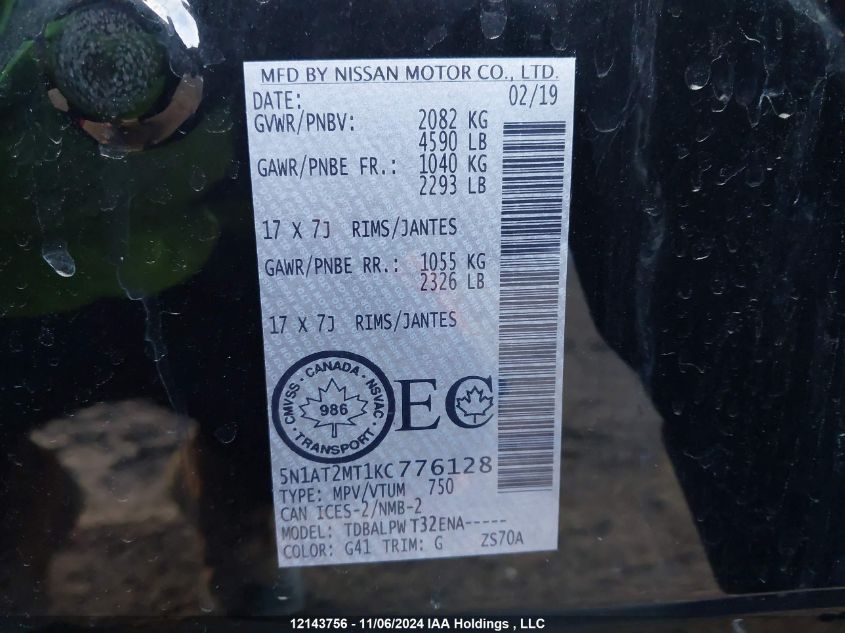 MFD BY NISSAN MOTOR CO., LTD.
DATE: 02/19
GVWR/PNBV: 2082 KG
4590 LB
GAWR/PNBE FR.: 1040 KG
2293 LB
17 X 7J RIMS/JANTES
GAWR/PNBE RR.: 1055 KG
2326 LB
17 X 7J RIMS/JANTES
CMVSS · CANADA · NSVAC
986
TRANSPORT
EC
5N1AT2MT1KC776128
TYPE: MPV/VTUM 750
CAN ICES-2/NMB-2
MODEL: TDBALPW T32ENA-----
COLOR: G41 TRIM: G ZS70A
12143756 - 11/06/2024 IAA Holdings , LLC